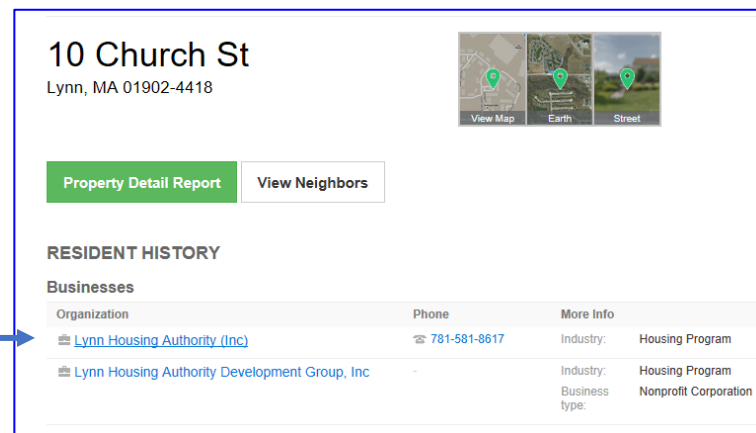 10 Church St
Lynn, MA 01902-4418
View Map Earth Street
Property Detail Report View Neighbors
RESIDENT HISTORY
Businesses
Organization Phone More Info
Lynn Housing Authority (Inc) 781-581-8617 Industry: Housing Program
Lynn Housing Authority Development Group, Inc - Industry: Housing Program
Business type: Nonprofit Corporation